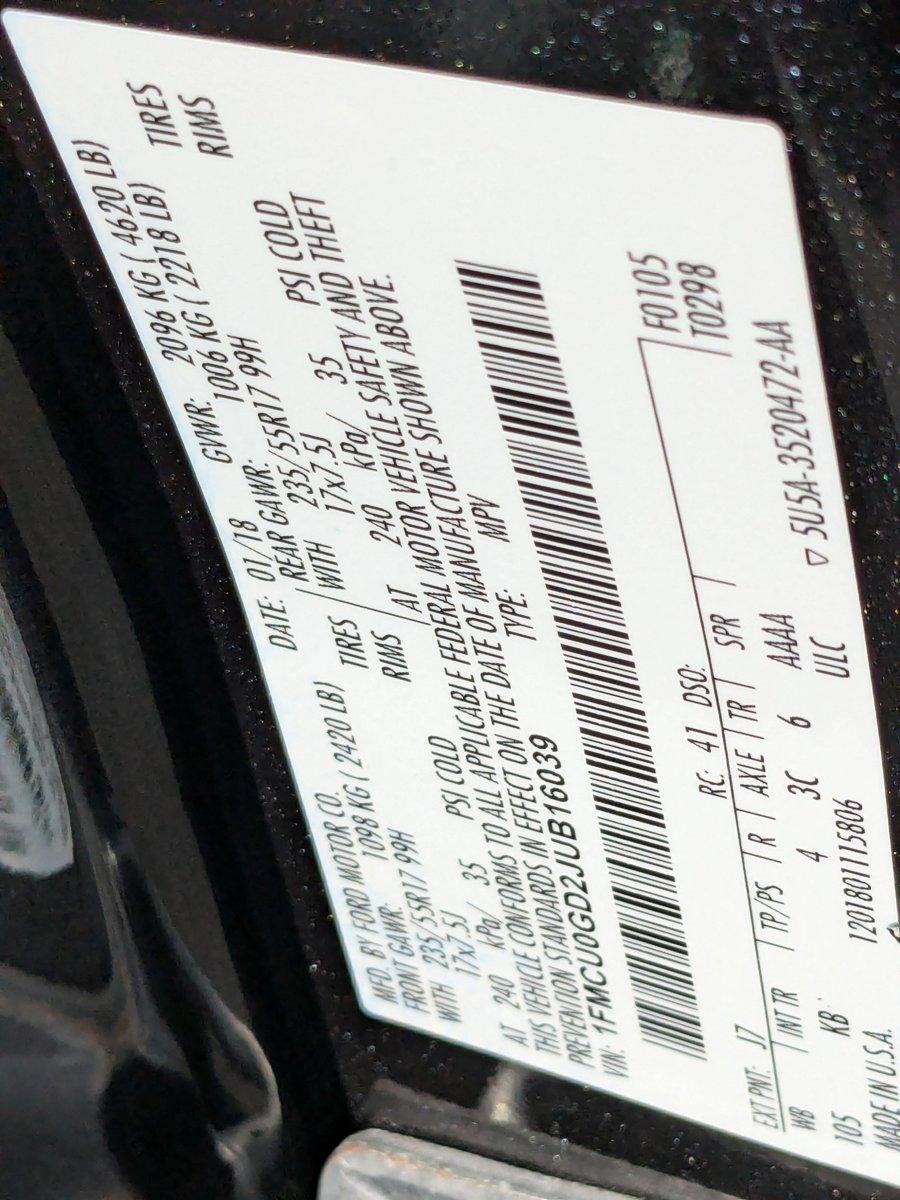 MFD. BY FORD MOTOR CO.
DATE: 01/18 GVWR: 2096 KG ( 4620 LB)
FRONT GAWR: 1098 KG ( 2420 LB) REAR GAWR: 1006 KG ( 2218 LB)
WITH 235/55R17 99H TIRES WITH 235/55R17 99H TIRES
17x7.5J RIMS 17x7.5J RIMS
AT 240 kPa/ 35 PSI COLD AT 240 kPa/ 35 PSI COLD
THIS VEHICLE CONFORMS TO ALL APPLICABLE FEDERAL MOTOR VEHICLE SAFETY AND THEFT
PREVENTION STANDARDS IN EFFECT ON THE DATE OF MANUFACTURE SHOWN ABOVE.
VIN: 1FMCU0GD2JUB16039 TYPE: MPV
F0105
T0298
EXT PNT: J7 RC: 41 DSO:
WB INT TR TP/PS R AXLE TR SPR
105 4 3C 6 AAAA
KB: 120180115806 ULC
MADE IN U.S.A. ▽ 5U5A-3520472-AA